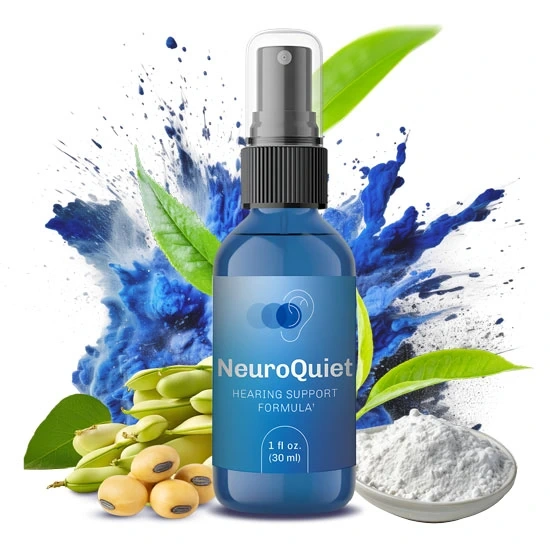 NeuroQuiet
HEARING SUPPORT
FORMULA†
1 fl oz.
(30 ml)